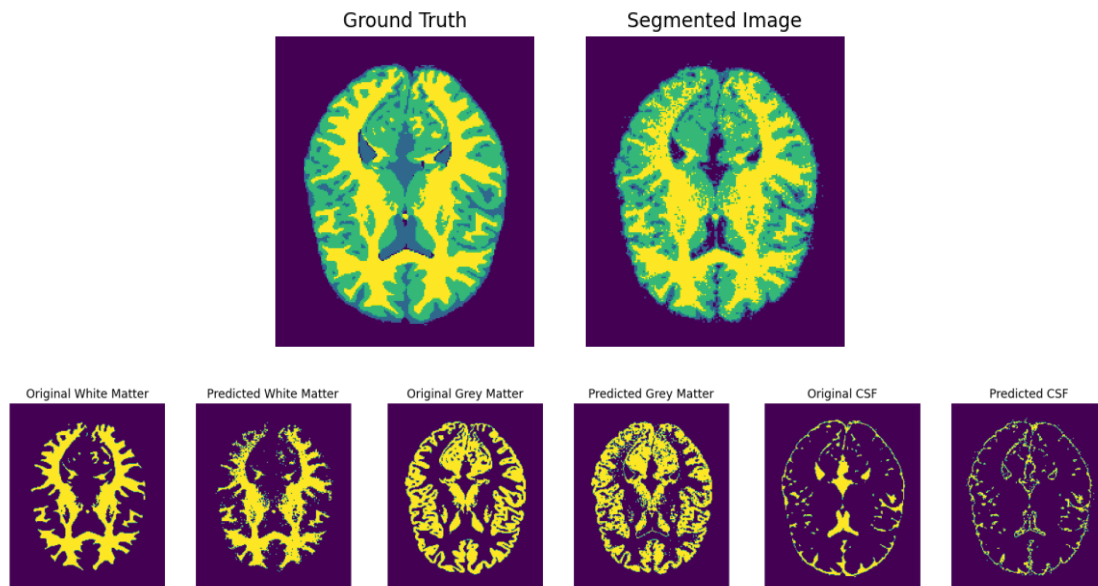 Ground Truth
Segmented Image
Original White Matter
Predicted White Matter
Original Grey Matter
Predicted Grey Matter
Original CSF
Predicted CSF